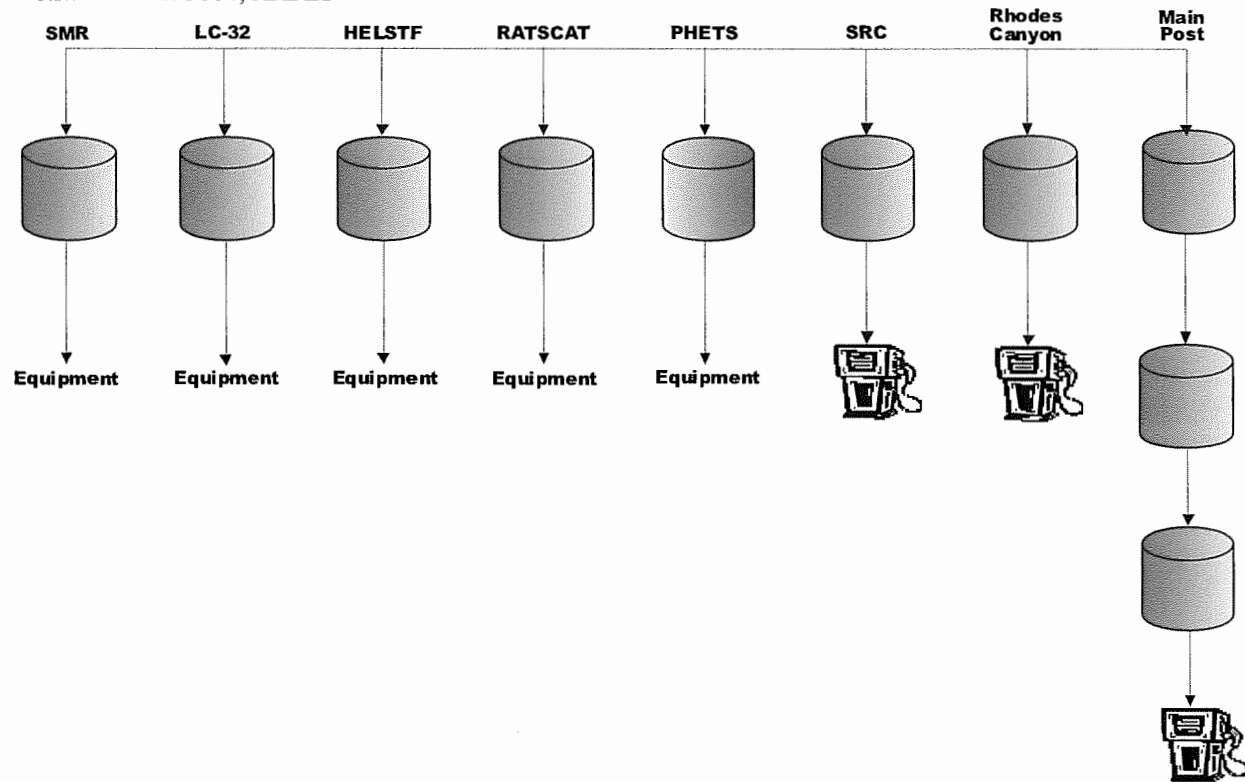 SMR
LC-32
HELSTF
RATSCAT
PHETS
SRC
Rhodes
Canyon
Main
Post
Equipment
Equipment
Equipment
Equipment
Equipment